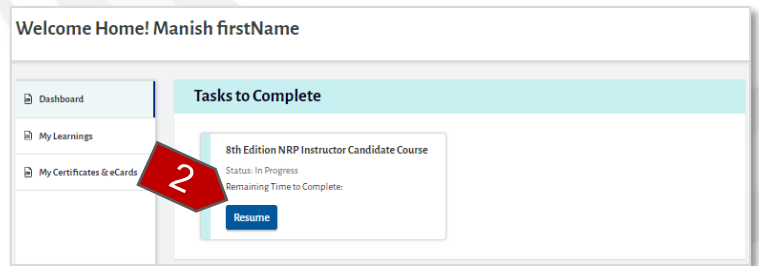 Welcome Home! Manish firstName
Dashboard
My Learnings
My Certificates & eCards
Tasks to Complete
8th Edition NRP Instructor Candidate Course
Status: In Progress
Remaining Time to Complete:
2
Resume